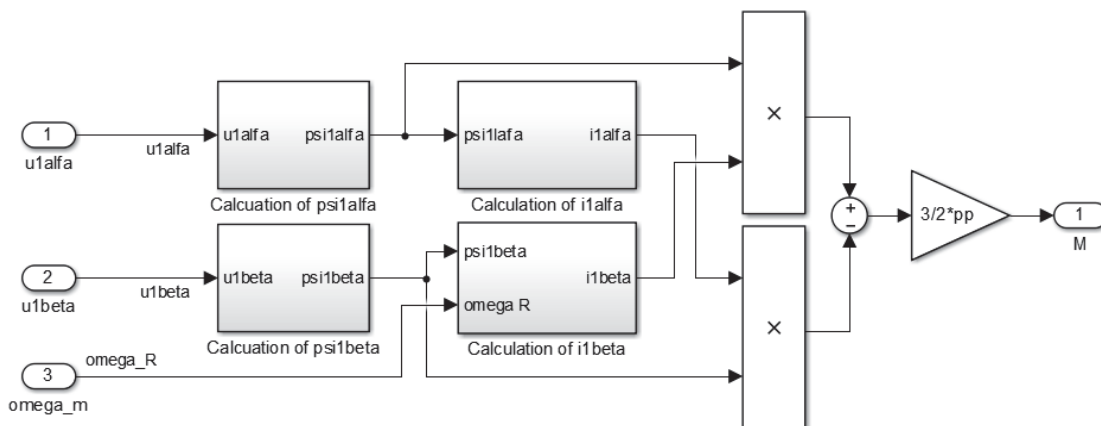 1
u1alfa
u1alfa
u1alfa
psi1alfa
Calcuation of psi1alfa
psi1lafa
i1alfa
Calculation of i1alfa
×
2
u1beta
u1beta
u1beta
psi1beta
Calcuation of psi1beta
psi1beta
omega R
i1beta
Calculation of i1beta
×
3
omega_m
omega_R
+
−
3/2*pp
1
M